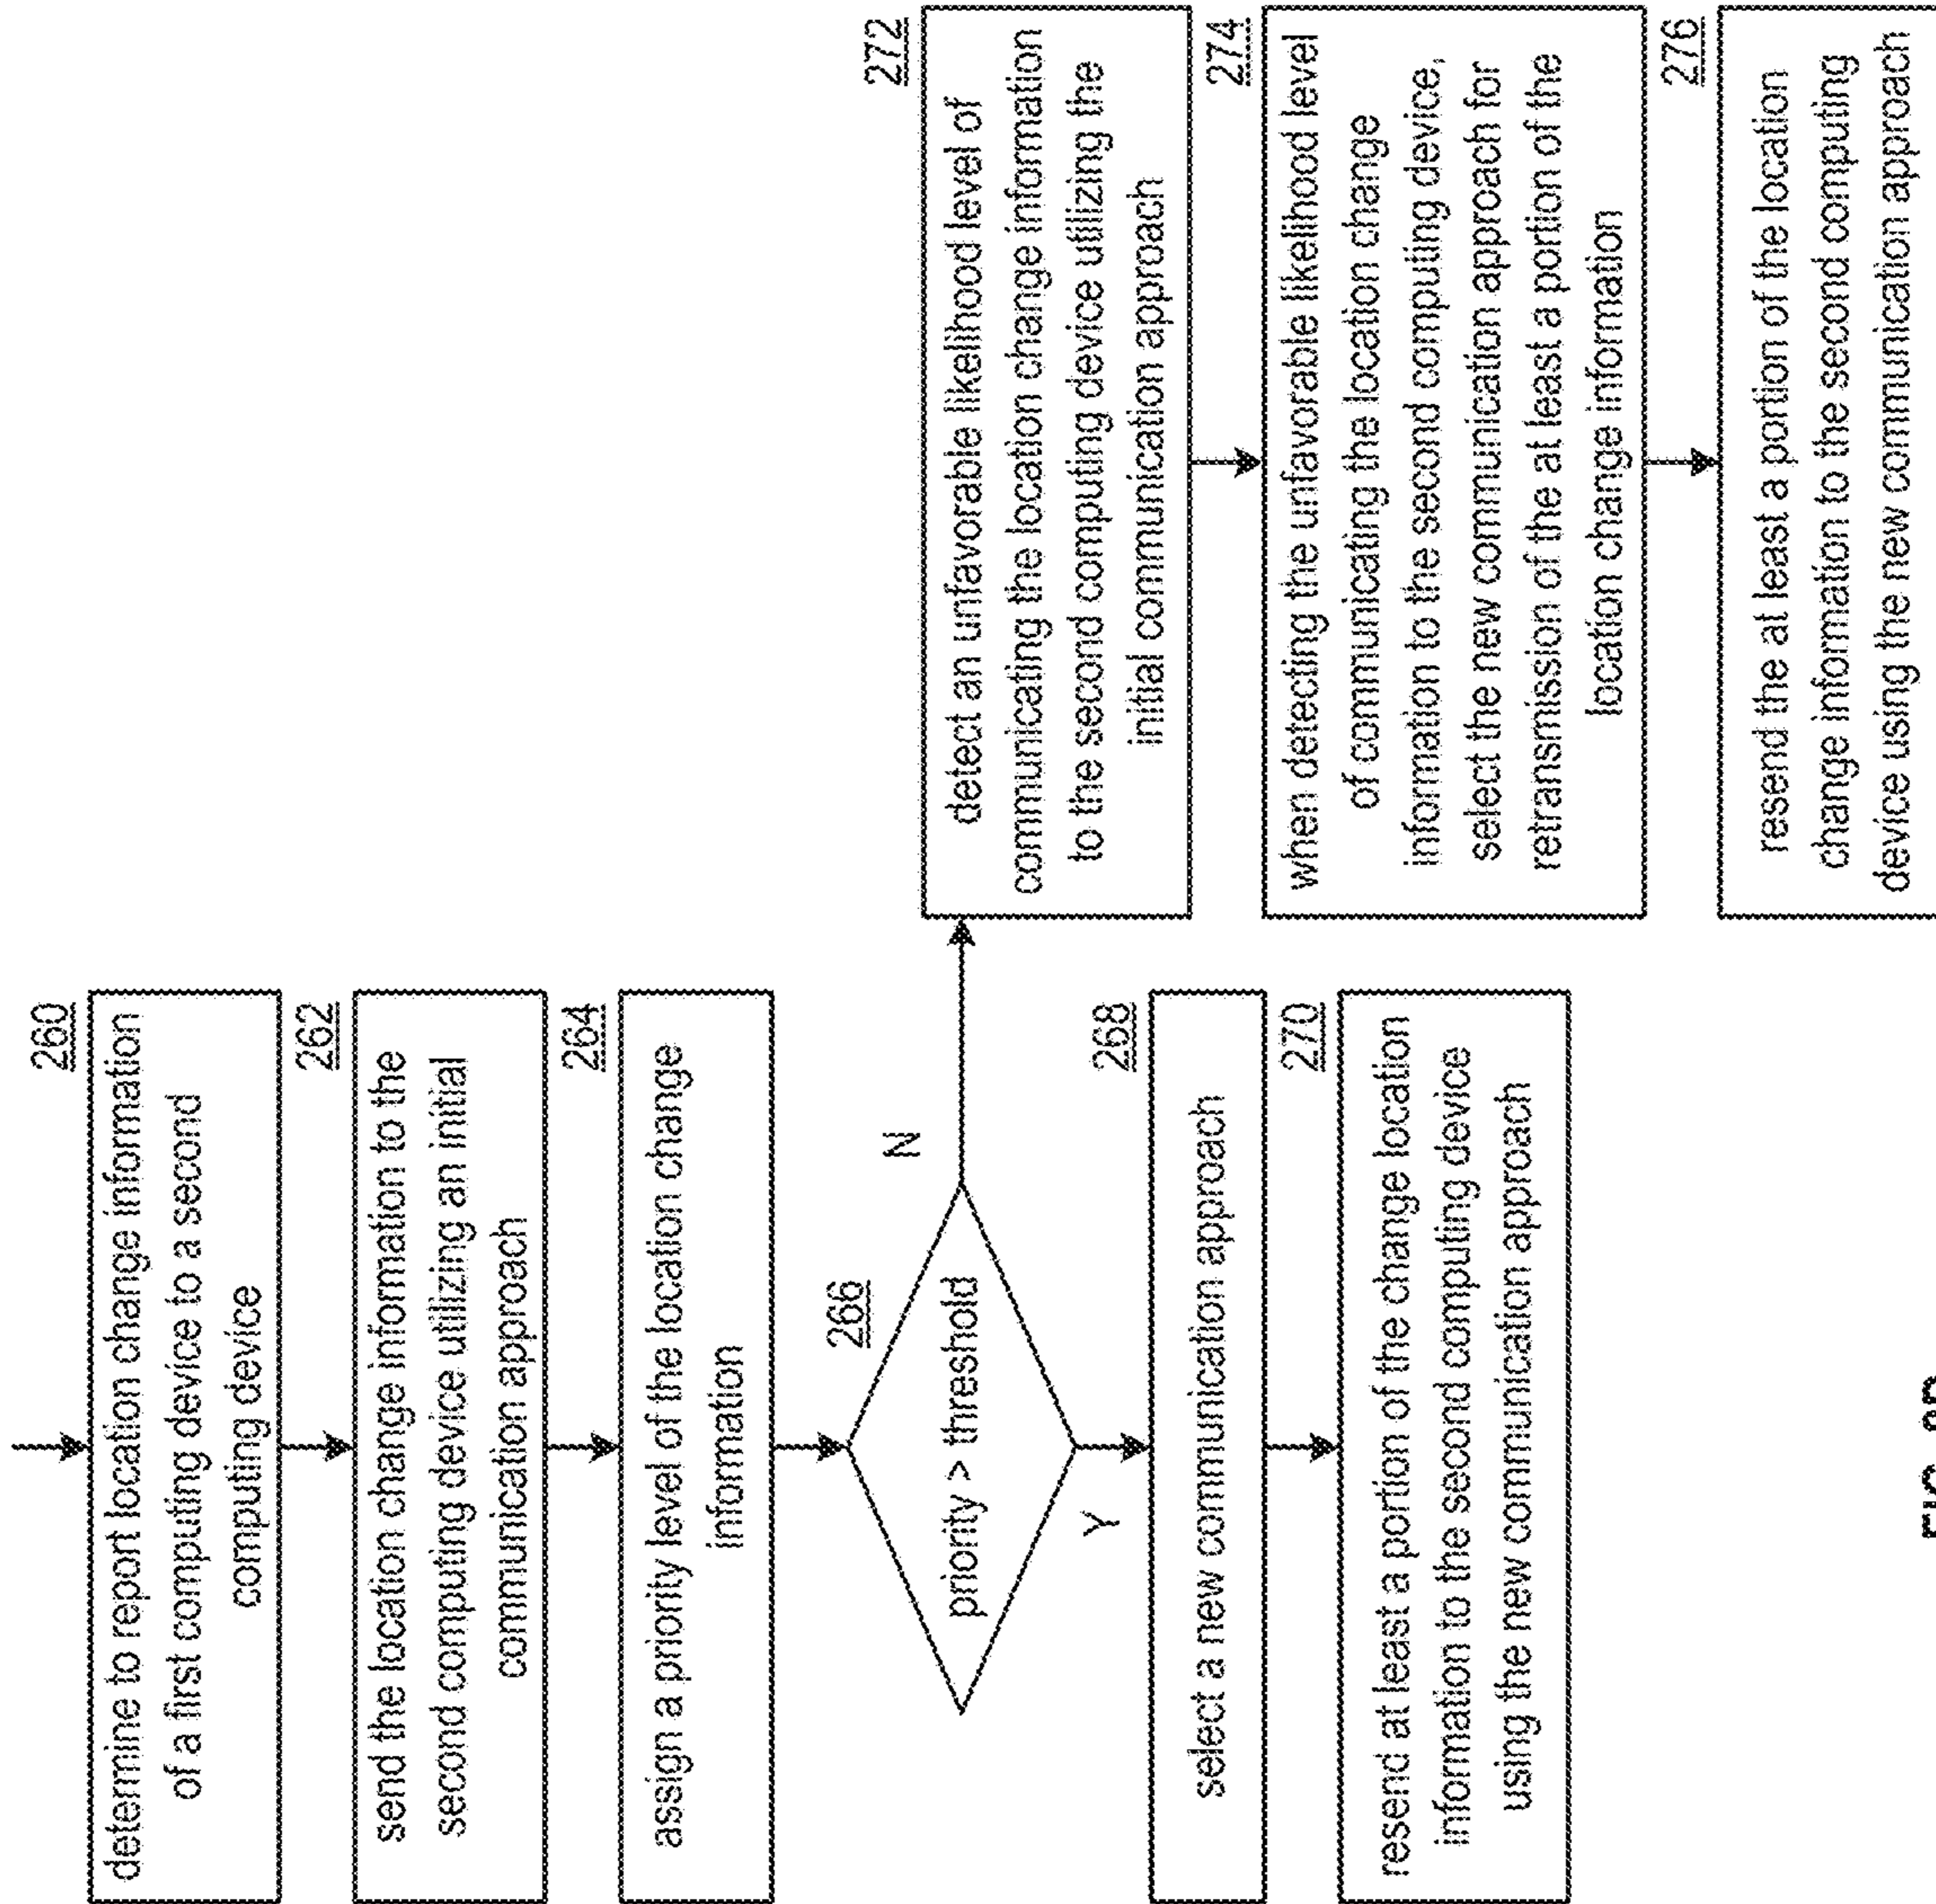 260
determine to report location change information
of a first computing device to a second
computing device
262
send the location change information to the
second computing device utilizing an initial
communication approach
264
assign a priority level of the location change
information
266
priority > threshold
N
Y
268
select a new communication approach
270
resend at least a portion of the change location
information to the second computing device
using the new communication approach
272
detect an unfavorable likelihood level of
communicating the location change information
to the second computing device utilizing the
initial communication approach
274
when detecting the unfavorable likelihood level
of communicating the location change
information to the second computing device,
select the new communication approach for
retransmission of the at least a portion of the
location change information
276
resend the at least a portion of the location
change information to the second computing
device using the new communication approach
FIG.